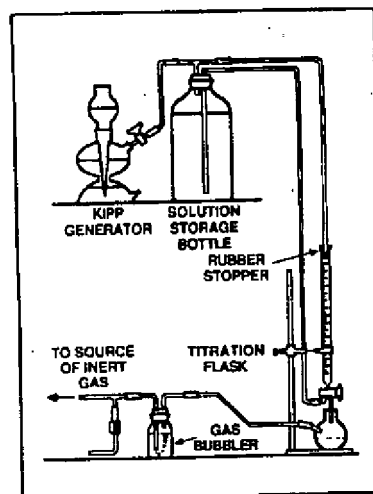 KIPP
GENERATOR
SOLUTION
STORAGE
BOTTLE
RUBBER
STOPPER
TO SOURCE
OF INERT
GAS
TITRATION
FLASK
GAS
BUBBLER